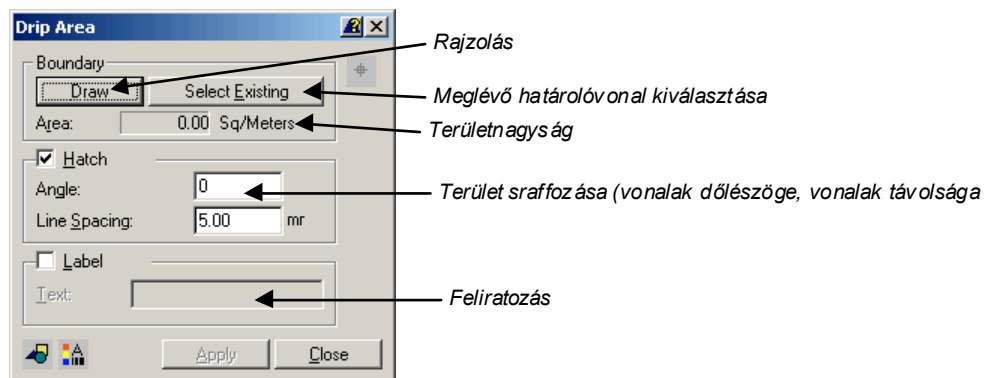 Drip Area
Rajzolás
Boundary
Draw
Select Existing
Meglévő határolóvonal kiválasztása
Area: 0.00 Sq/Meters
Területnagyság
Hatch
Angle: 0
Terület sraffozása (vonalak dőlészöge, vonalak távolsága
Line Spacing: 5.00 mr
Label
Text:
Feliratozás
Apply
Close